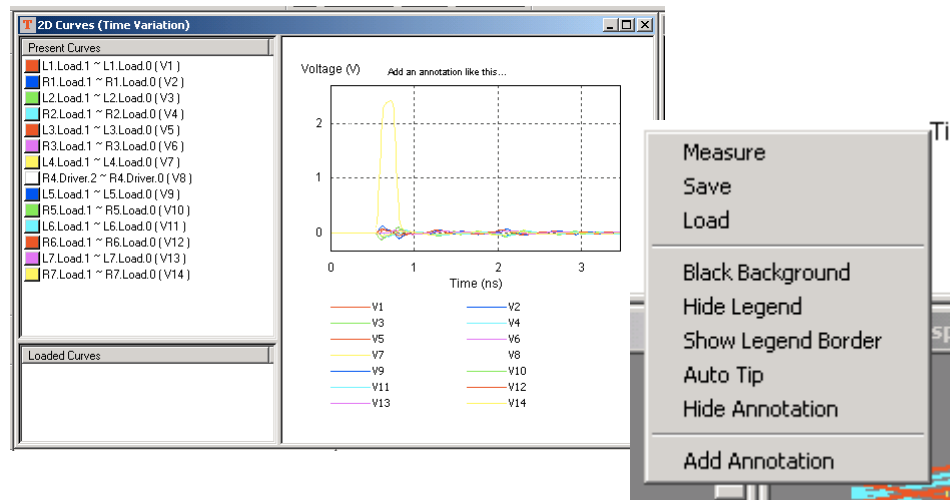 2D Curves (Time Variation)
Present Curves
L1.Load.1 ~ L1.Load.0 ( V1 )
R1.Load.1 ~ R1.Load.0 ( V2 )
L2.Load.1 ~ L2.Load.0 ( V3 )
R2.Load.1 ~ R2.Load.0 ( V4 )
L3.Load.1 ~ L3.Load.0 ( V5 )
R3.Load.1 ~ R3.Load.0 ( V6 )
L4.Load.1 ~ L4.Load.0 ( V7 )
R4.Driver.2 ~ R4.Driver.0 ( V8 )
L5.Load.1 ~ L5.Load.0 ( V9 )
R5.Load.1 ~ R5.Load.0 ( V10 )
L6.Load.1 ~ L6.Load.0 ( V11 )
R6.Load.1 ~ R6.Load.0 ( V12 )
L7.Load.1 ~ L7.Load.0 ( V13 )
R7.Load.1 ~ R7.Load.0 ( V14 )
Loaded Curves
Voltage (V) Add an annotation like this...
2
1
0
0 1 2 3
Time (ns)
V1 V2
V3 V4
V5 V6
V7 V8
V9 V10
V11 V12
V13 V14
Ti
Measure
Save
Load
Black Background
Hide Legend
Show Legend Border
Auto Tip
Hide Annotation
Add Annotation
sp